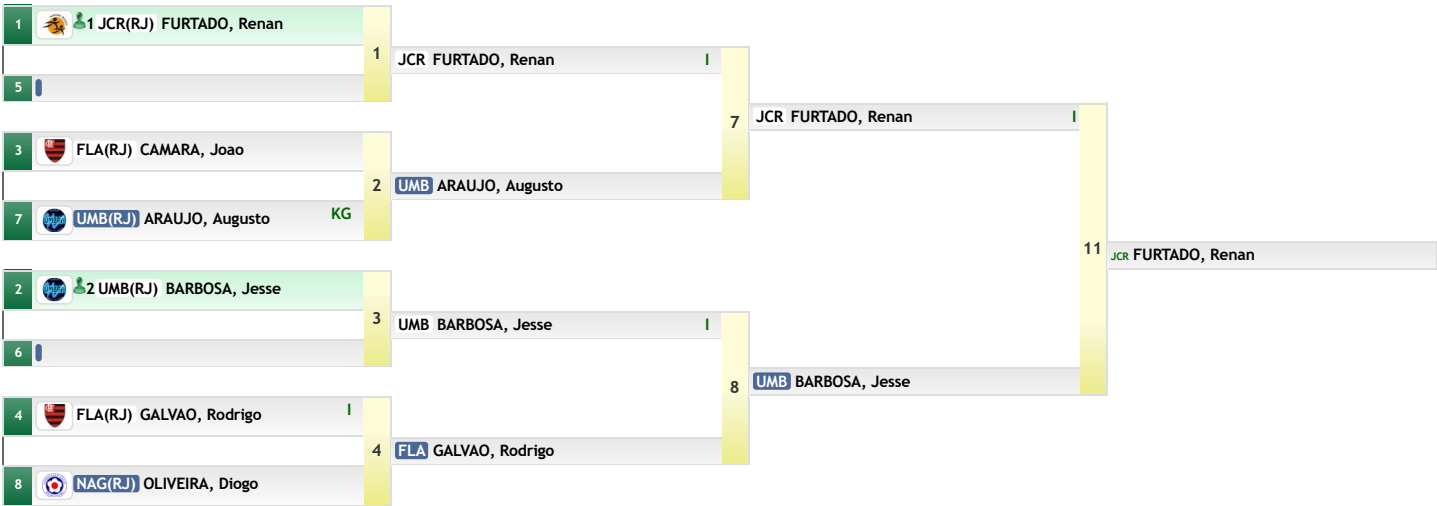 1 1 JCR(RJ) FURTADO, Renan
1
JCR FURTADO, Renan I
5
7
JCR FURTADO, Renan I
3 FLA(RJ) CAMARA, Joao
2
UMB ARAUJO, Augusto
7 UMB(RJ) ARAUJO, Augusto KG
11
JCR FURTADO, Renan
2 2 UMB(RJ) BARBOSA, Jesse
3
UMB BARBOSA, Jesse I
6
8
UMB BARBOSA, Jesse
4 FLA(RJ) GALVAO, Rodrigo I
4
FLA GALVAO, Rodrigo
8 NAG(RJ) OLIVEIRA, Diogo